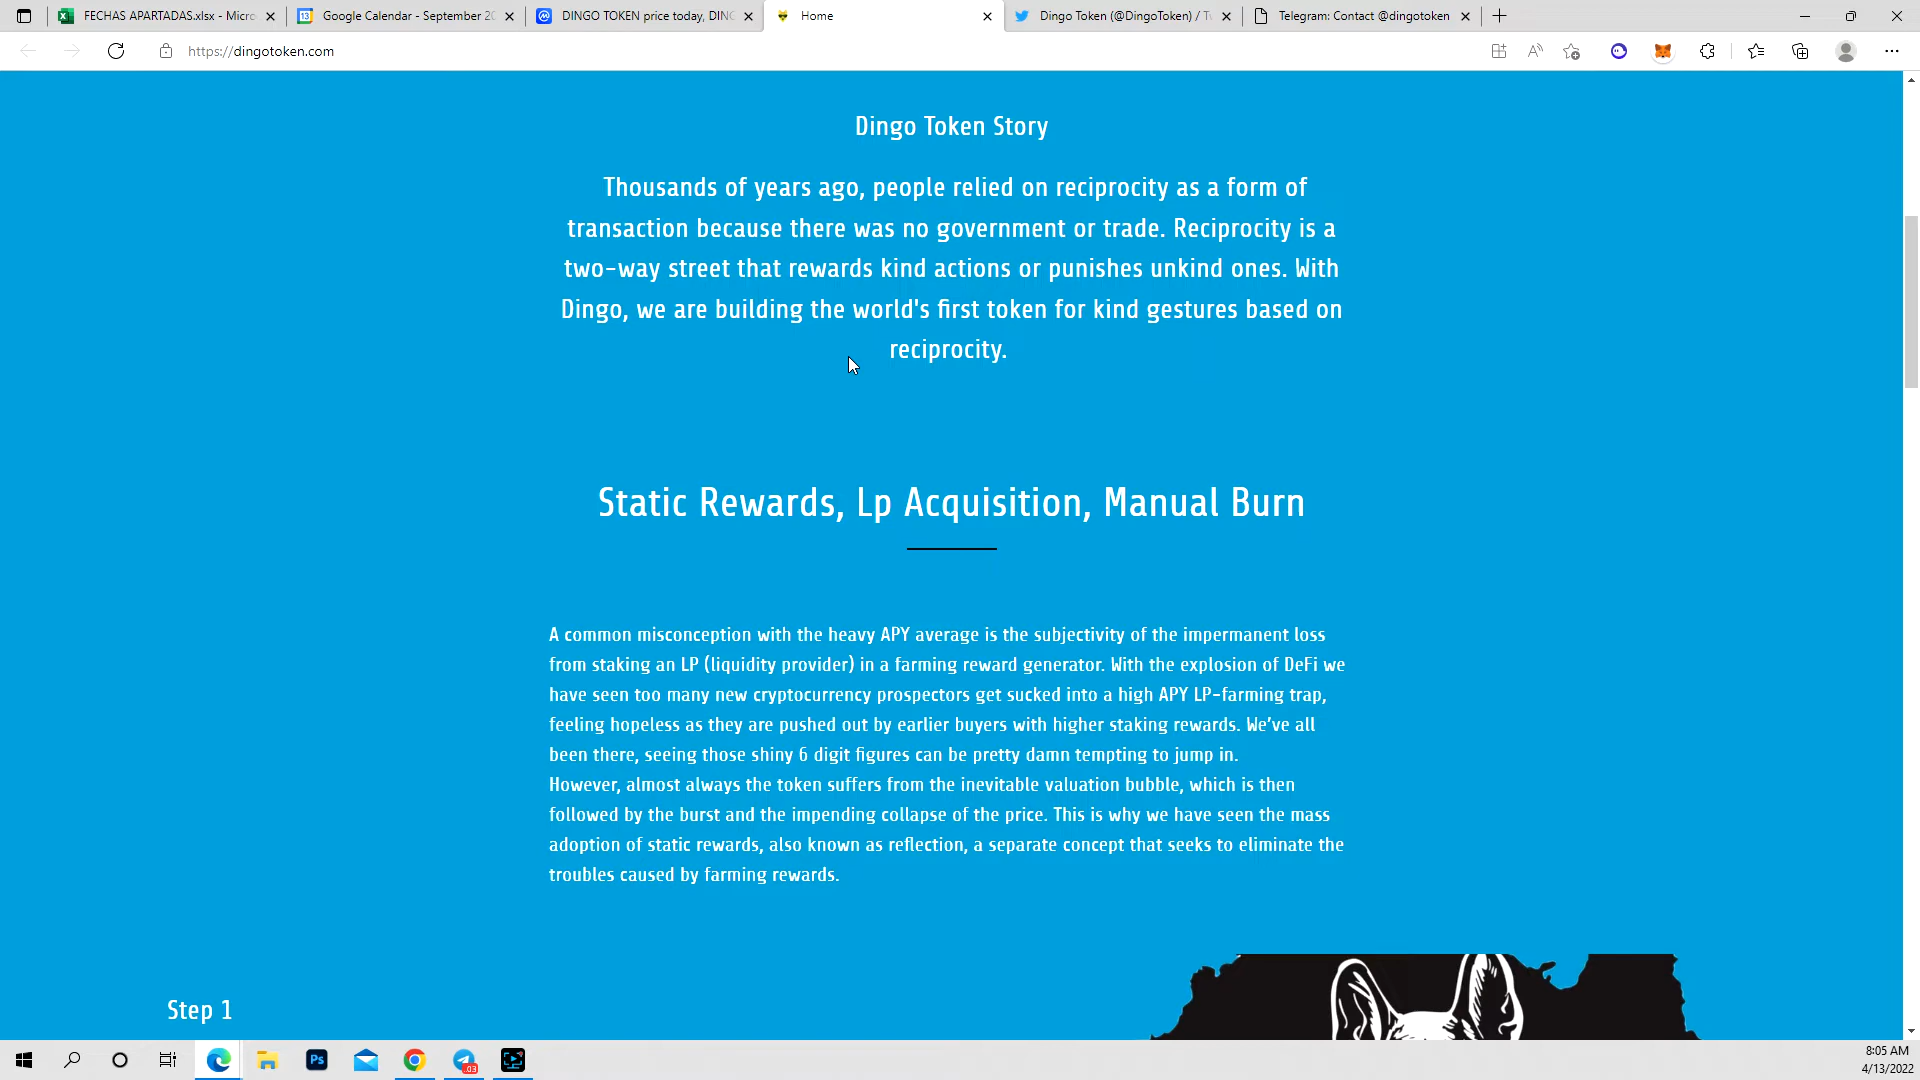 FECHAS APARTADAS.xlsx - Micro
Google Calendar - September 20
DINGO TOKEN price today, DING
Home
Dingo Token (@DingoToken) / Tw
Telegram: Contact @dingotoken
https://dingotoken.com
Dingo Token Story
Thousands of years ago, people relied on reciprocity as a form of
transaction because there was no government or trade. Reciprocity is a
two-way street that rewards kind actions or punishes unkind ones. With
Dingo, we are building the world's first token for kind gestures based on
reciprocity.
Static Rewards, Lp Acquisition, Manual Burn
A common misconception with the heavy APY average is the subjectivity of the impermanent loss
from staking an LP (liquidity provider) in a farming reward generator. With the explosion of DeFi we
have seen too many new cryptocurrency prospectors get sucked into a high APY LP-farming trap,
feeling hopeless as they are pushed out by earlier buyers with higher staking rewards. We’ve all
been there, seeing those shiny 6 digit figures can be pretty damn tempting to jump in.
However, almost always the token suffers from the inevitable valuation bubble, which is then
followed by the burst and the impending collapse of the price. This is why we have seen the mass
adoption of static rewards, also known as reflection, a separate concept that seeks to eliminate the
troubles caused by farming rewards.
Step 1
Ps
.03
8:05 AM
4/13/2022